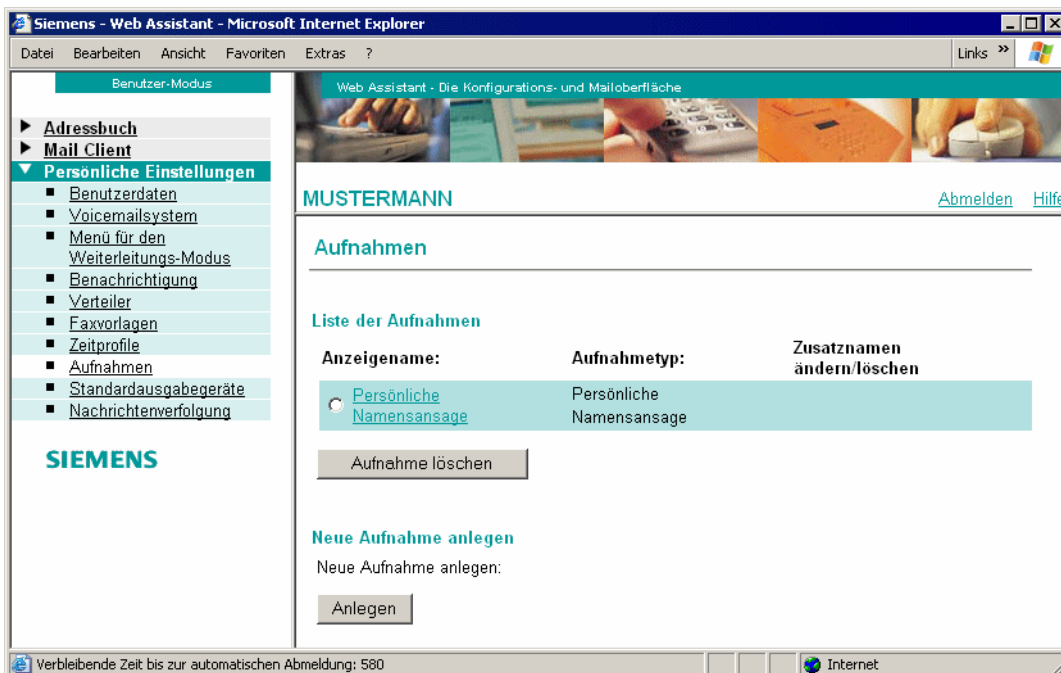 Siemens - Web Assistant - Microsoft Internet Explorer
Datei Bearbeiten Ansicht Favoriten Extras ? Links »
Benutzer-Modus
Adressbuch
Mail Client
Persönliche Einstellungen
Benutzerdaten
Voicemailsystem
Menü für den
Weiterleitungs-Modus
Benachrichtigung
Verteiler
Faxvorlagen
Zeitprofile
Aufnahmen
Standardausgabegeräte
Nachrichtenverfolgung
SIEMENS
Web Assistant - Die Konfigurations- und Mailoberfläche
MUSTERMANN
Abmelden Hilfe
Aufnahmen
Liste der Aufnahmen
Anzeigename: Aufnahmetyp: Zusatznamen
ändern/löschen
Persönliche Persönliche
Namensansage Namensansage
Aufnahme löschen
Neue Aufnahme anlegen
Neue Aufnahme anlegen:
Anlegen
Verbleibende Zeit bis zur automatischen Abmeldung: 580 Internet